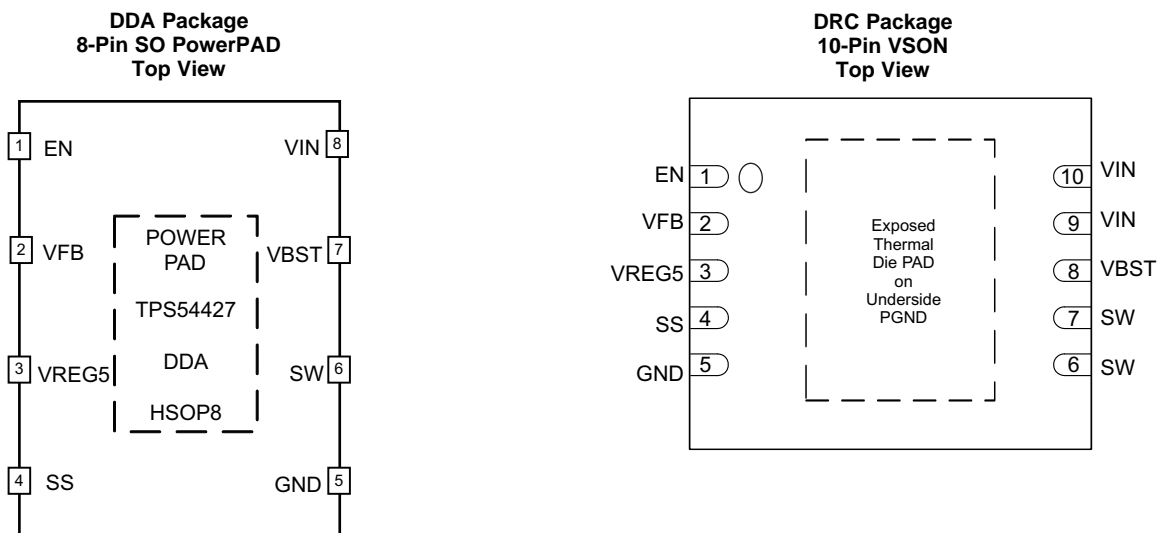 DDA Package
8-Pin SO PowerPAD
Top View
1 EN
VIN 8
2 VFB
VBST 7
3 VREG5
SW 6
4 SS
GND 5
POWER
PAD
TPS54427
DDA
HSOP8
DRC Package
10-Pin VSON
Top View
EN 1
10 VIN
VFB 2
9 VIN
VREG5 3
8 VBST
SS 4
7 SW
GND 5
6 SW
Exposed
Thermal
Die PAD
on
Underside
PGND